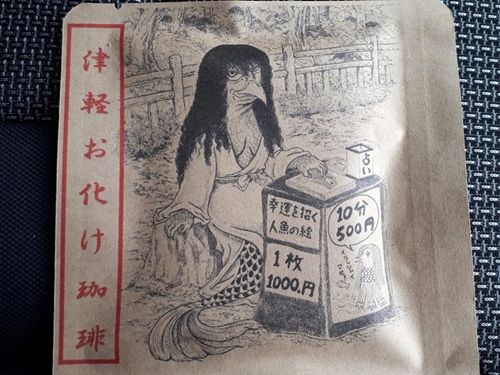 津軽お化け珈琲
占い
幸運を招く
人魚の絵
1枚
1000円
10分
500円